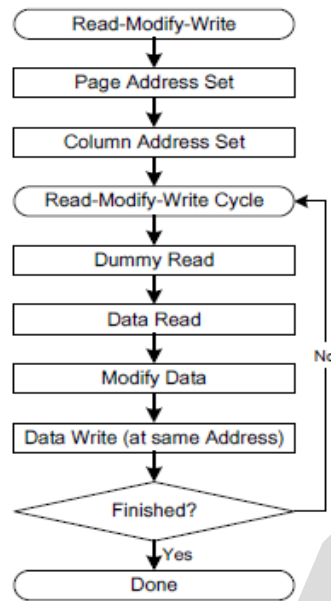 Read-Modify-Write
Page Address Set
Column Address Set
Read-Modify-Write Cycle
Dummy Read
Data Read
No
Modify Data
Data Write (at same Address)
Finished?
Yes
Done